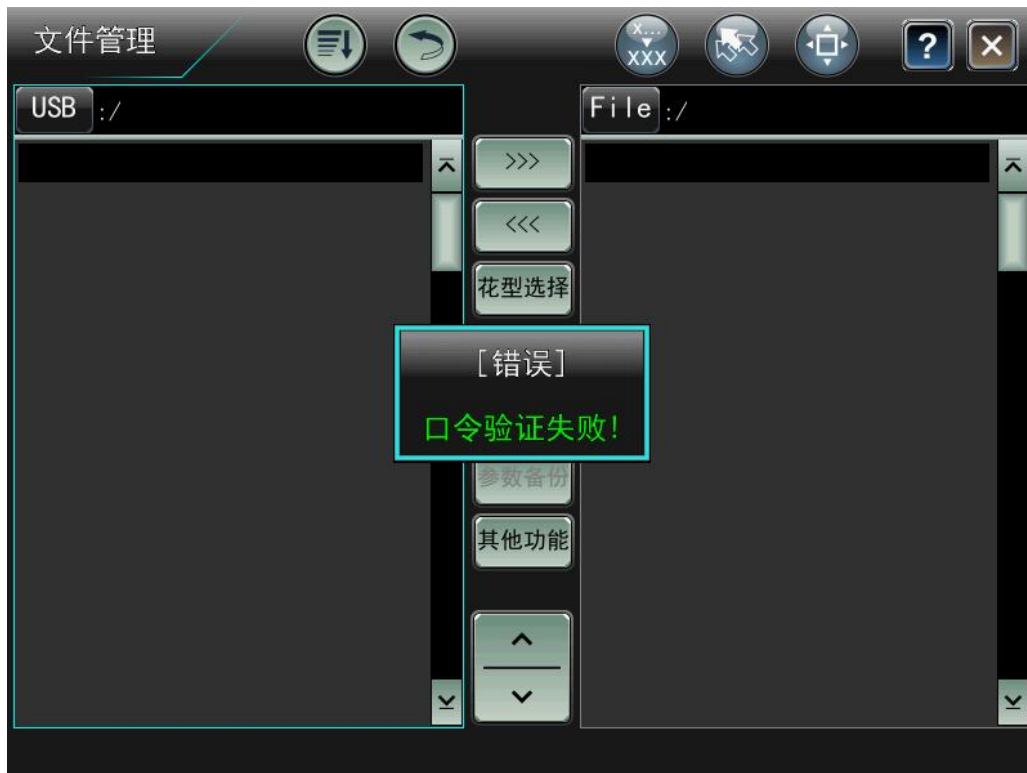 文件管理
X...
XXX
?
USB :/
File :/
>>>
<<<
花型选择
[错误]
口令验证失败!
参数备份
其他功能